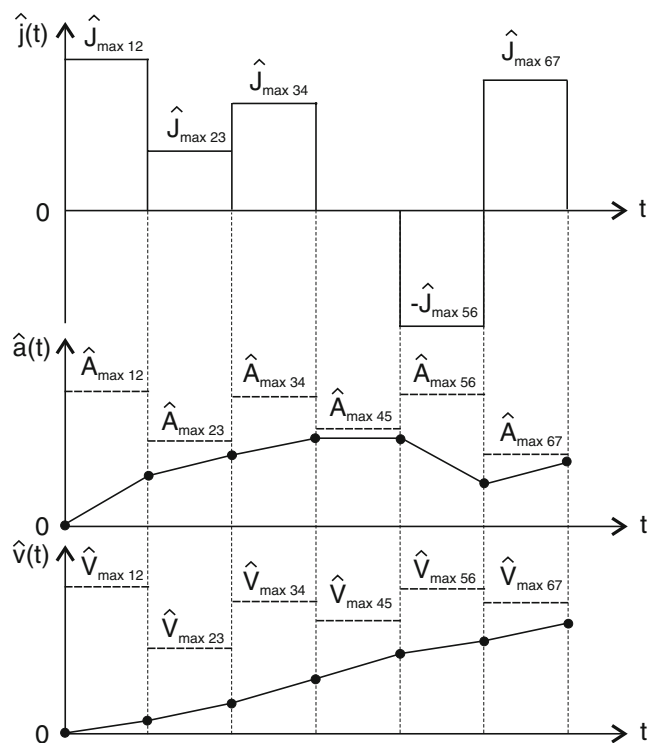 ĵ(t)
Ĵmax 12
Ĵmax 23
Ĵmax 34
Ĵmax 67
0
t
-Ĵmax 56
â(t)
Âmax 12
Âmax 23
Âmax 34
Âmax 45
Âmax 56
Âmax 67
0
t
v̂(t)
V̂max 12
V̂max 23
V̂max 34
V̂max 45
V̂max 56
V̂max 67
0
t